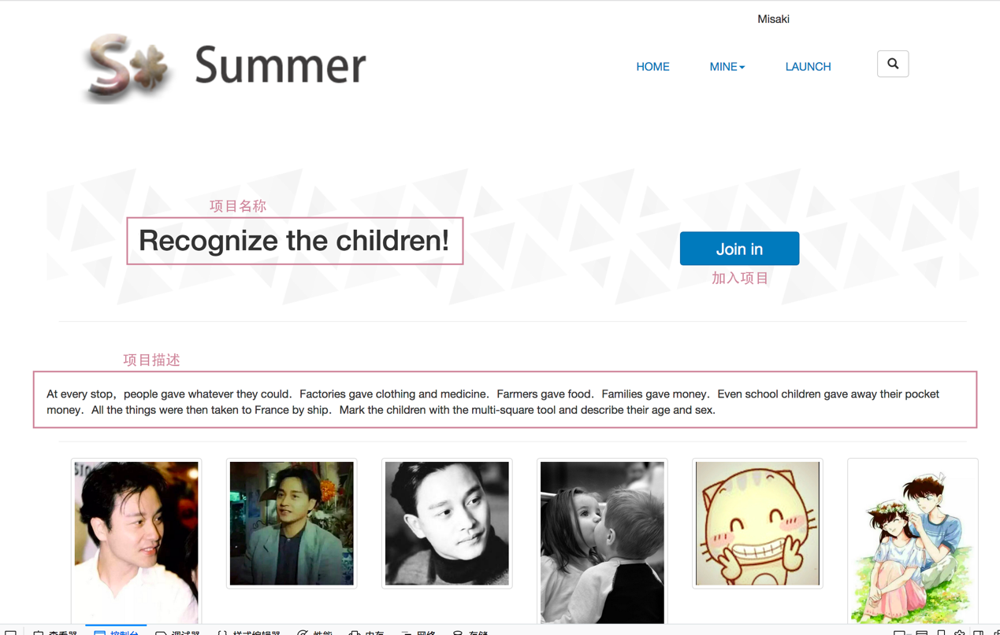 Misaki
S Summer
HOME MINE LAUNCH
项目名称
Recognize the children!
Join in
加入项目
项目描述
At every stop，people gave whatever they could．Factories gave clothing and medicine．Farmers gave food．Families gave money．Even school children gave away their pocket
money．All the things were then taken to France by ship．Mark the children with the multi-square tool and describe their age and sex.
查看器 控制台 调试器 样式编辑器 性能 内存 网络 存储